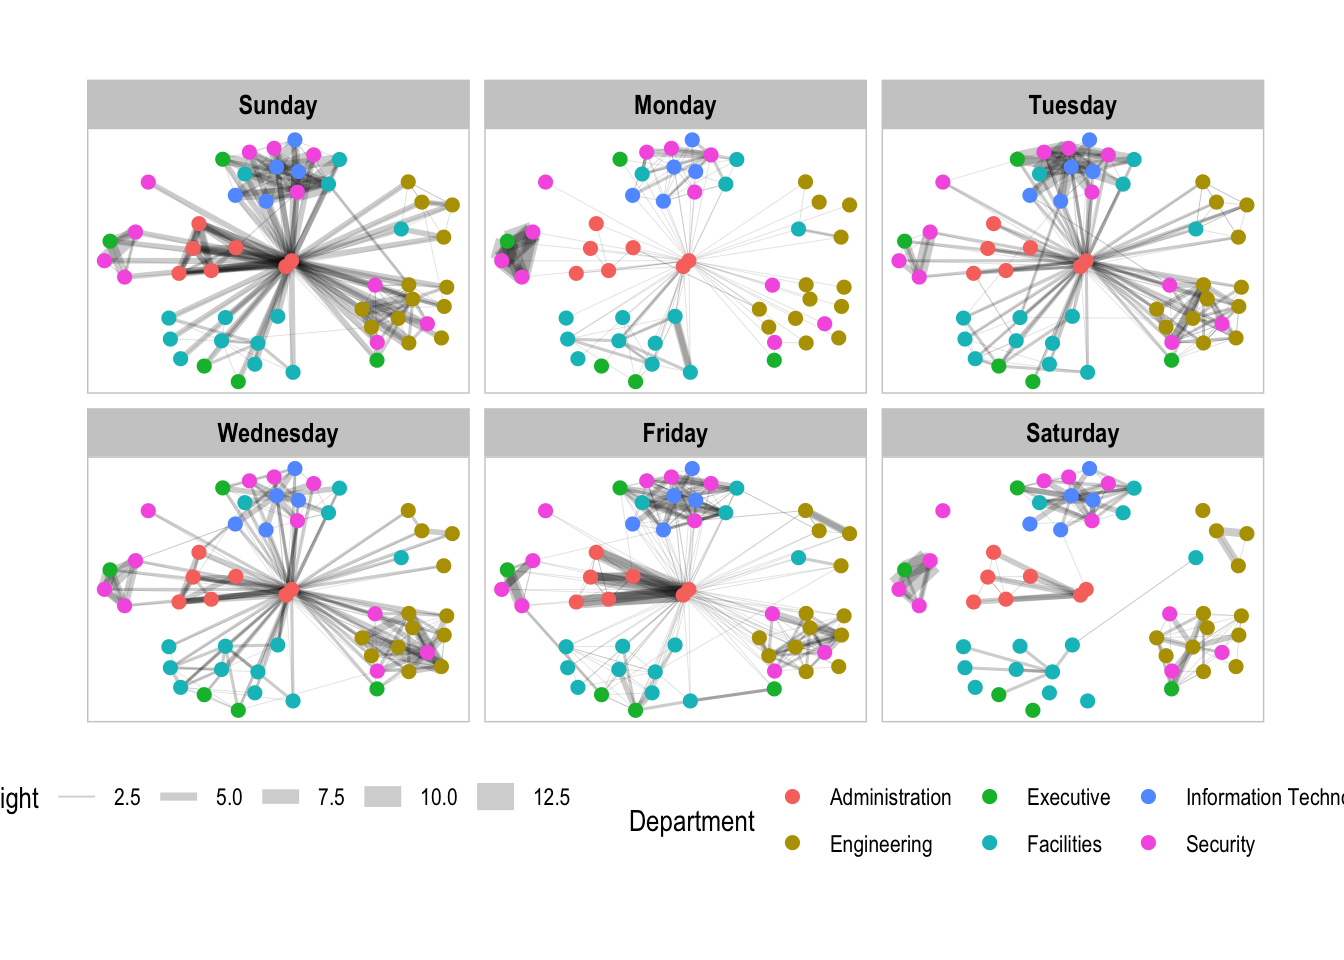 Sunday
Monday
Tuesday
Wednesday
Friday
Saturday
ight 2.5 5.0 7.5 10.0 12.5
Department
Administration Executive Information Techno
Engineering Facilities Security